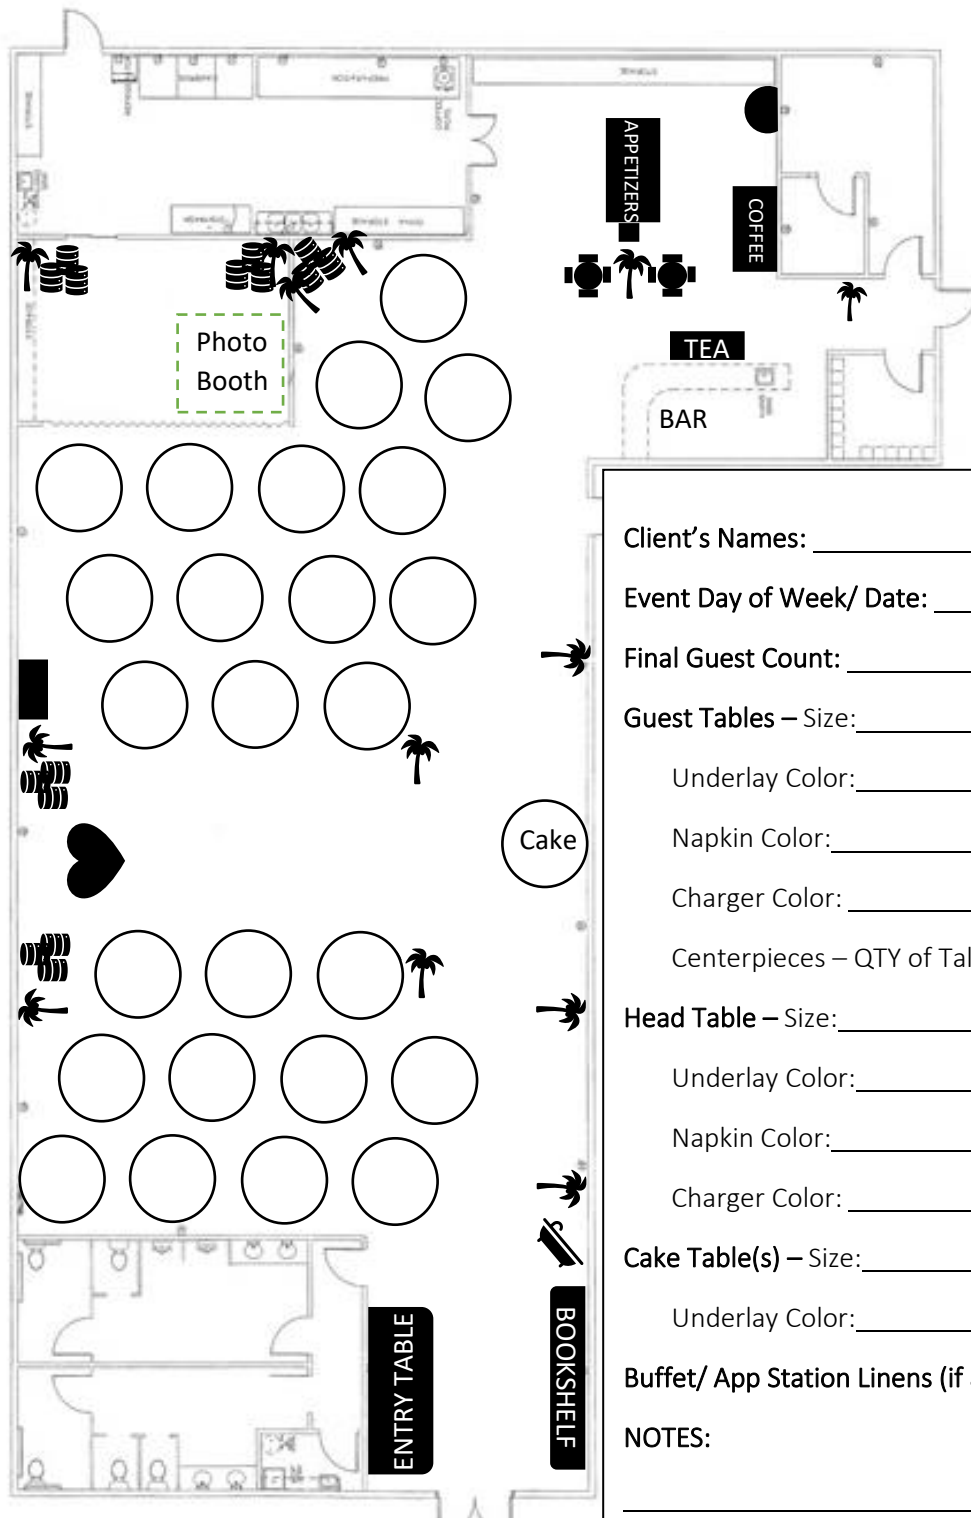 STORAGE
PREPARATION
APPETIZERS
COFFEE
Photo
Booth
TEA
BAR
Client’s Names:
Event Day of Week/ Date:
Final Guest Count:
Guest Tables – Size:
Underlay Color:
Napkin Color:
Charger Color:
Cake
Centerpieces – QTY of Tal
Head Table – Size:
Underlay Color:
Napkin Color:
Charger Color:
Cake Table(s) – Size:
Underlay Color:
Buffet/ App Station Linens (if
NOTES:
ENTRY TABLE
BOOKSHELF